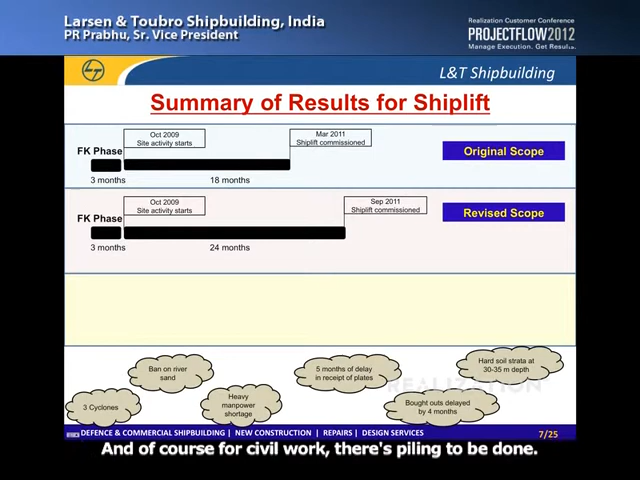 Larsen & Toubro Shipbuilding, India
PR Prabhu, Sr. Vice President
Realization Customer Conference
PROJECTFLOW2012
Manage Execution. Get Results.
L&T Shipbuilding
Summary of Results for Shiplift
Oct 2009
Site activity starts
Mar 2011
Shiplift commissioned
FK Phase
Original Scope
3 months
18 months
Oct 2009
Site activity starts
Sep 2011
Shiplift commissioned
FK Phase
Revised Scope
3 months
24 months
Ban on river
sand
5 months of delay
in receipt of plates
Hard soil strata at
30-35 m depth
REALIZATION
3 Cyclones
Heavy
manpower
shortage
Bought outs delayed
by 4 months
DEFENCE & COMMERCIAL SHIPBUILDING | NEW CONSTRUCTION | REPAIRS | DESIGN SERVICES
7/25
And of course for civil work, there's piling to be done.